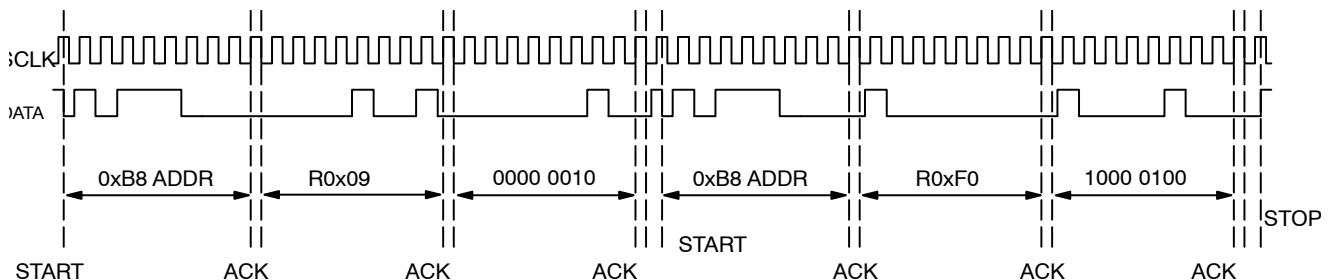 SCLK
DATA
0xB8 ADDR R0x09 0000 0010 0xB8 ADDR R0xF0 1000 0100
STOP
START
START ACK ACK ACK ACK ACK ACK